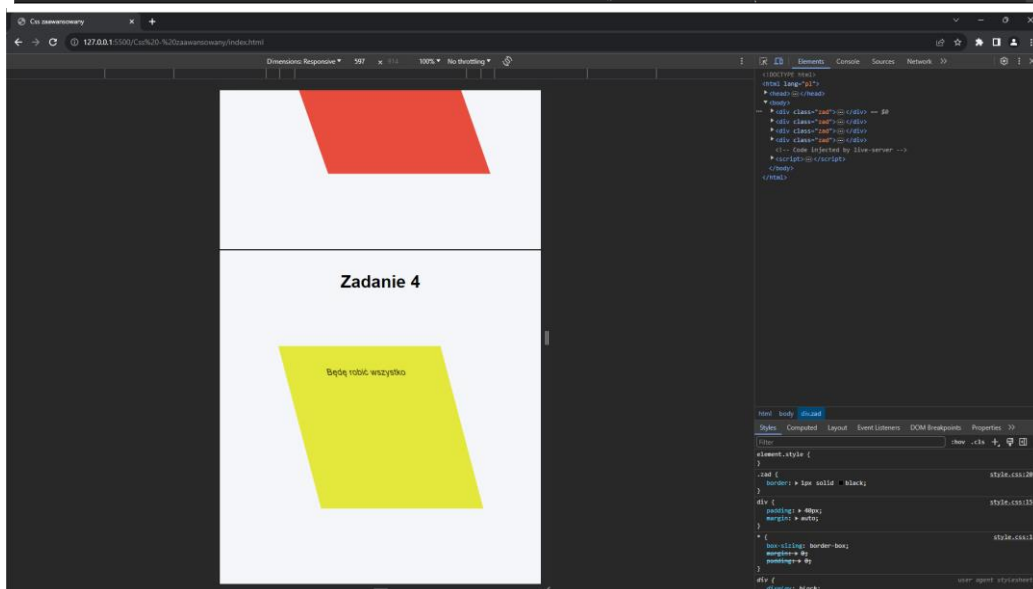 Css zaawansowany
127.0.0.1:5500/Css%20-%20zaawansowany/index.html
Dimensions: Responsive 597 x 914 100% No throttling
Elements Console Sources Network
<!DOCTYPE html>
<html lang="pl">
<head></head>
<body>
<div class="zad"></div> == $0
<div class="zad"></div>
<div class="zad"></div>
<div class="zad"></div>
<!-- Code injected by live-server -->
<script></script>
</body>
</html>
Zadanie 4
Będę robić wszystko
html body div.zad
Styles Computed Layout Event Listeners DOM Breakpoints Properties
Filter :hov .cls
element.style {
}
.zad { style.css:20
border: 1px solid black;
}
div { style.css:15
padding: 40px;
margin: auto;
}
* { style.css:1
box-sizing: border-box;
margin: 0;
padding: 0;
}
div { user agent stylesheet
display: block;